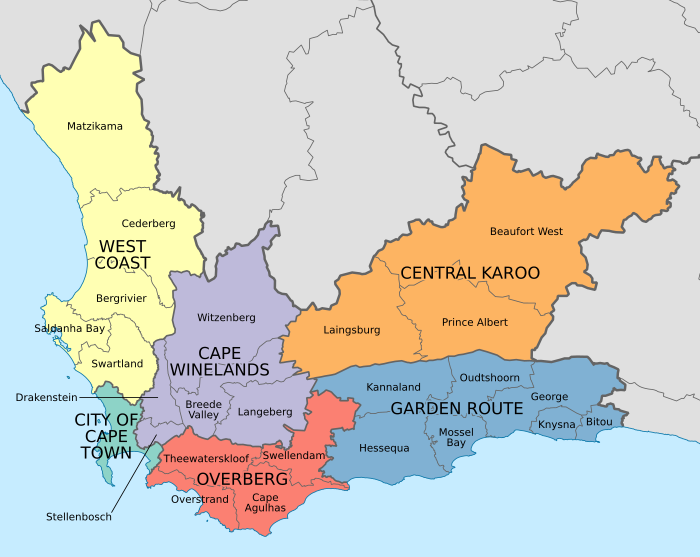 Matzikama
Cederberg
WEST
COAST
Bergrivier
Saldanha Bay
Swartland
Drakenstein
CITY OF
CAPE
TOWN
Stellenbosch
Witzenberg
CAPE
WINELANDS
Breede
Valley
Langeberg
Theewaterskloof
Swellendam
OVERBERG
Overstrand
Cape
Agulhas
Beaufort West
CENTRAL KAROO
Laingsburg
Prince Albert
Kannaland
Oudtshoorn
George
GARDEN ROUTE
Knysna
Bitou
Mossel
Bay
Hessequa